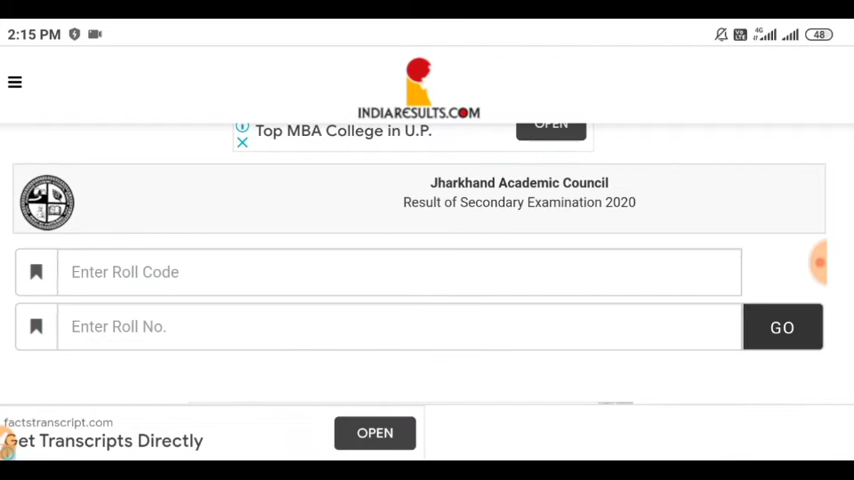 2:15 PM
4G
48
INDIARESULTS.COM
Top MBA College in U.P.
OPEN
Jharkhand Academic Council
Result of Secondary Examination 2020
Enter Roll Code
Enter Roll No.
GO
factstranscript.com
Get Transcripts Directly
OPEN